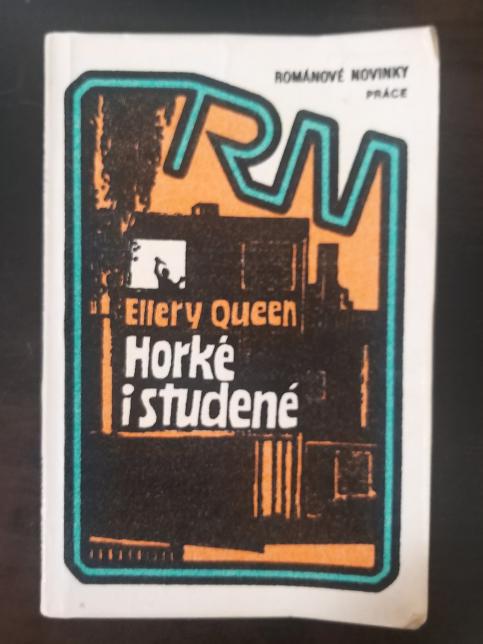 ROMÁNOVÉ NOVINKY
PRÁCE
RN
Ellery Queen
Horké
i studené